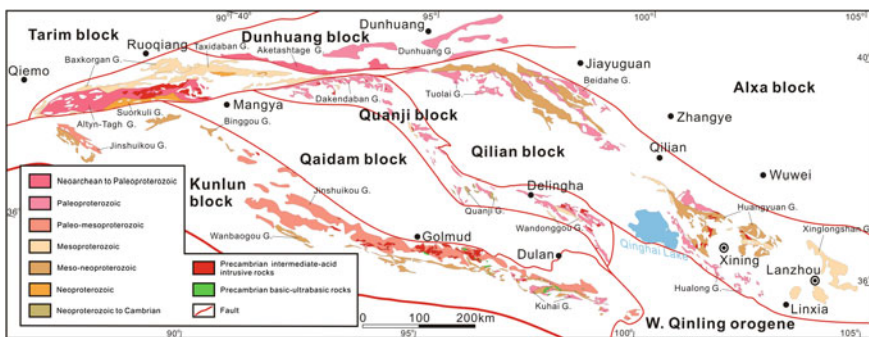 90°
40°
95°
100°
105°
Tarim block
Dunhuang block
Dunhuang
Ruoqiang
Taxidaban G.
Aketashtage G.
Dunhuang G.
Baxkorgan G.
Qiemo
Jiayuguan
Beidahe G.
40°
Alxa block
Tuolai G.
Dakendaban G.
Mangya
Altyn-Tagh G.
Suorkuli G.
Binggou G.
Quanji block
Zhangye
Jinshuikou G.
Qaidam block
Qilian block
Qilian
Wuwei
Neoarchean to Paleoproterozoic
Paleoproterozoic
Paleo-mesoproterozoic
Mesoproterozoic
Meso-neoproterozoic
Neoproterozoic
Neoproterozoic to Cambrian
Precambrian intermediate-acid
intrusive rocks
Precambrian basic-ultrabasic rocks
Fault
Kunlun
block
Jinshuikou G.
Delingha
Quanji G.
Wandonggou G.
Huangyuan G.
Xinglongshan G.
Wanbaogou G.
Golmud
Dulan
Qinghai Lake
Xining
Lanzhou
36°
Hualong G.
Kuhai G.
Linxia
0
100
200km
W. Qinling orogene
90°
95°
100°
105°